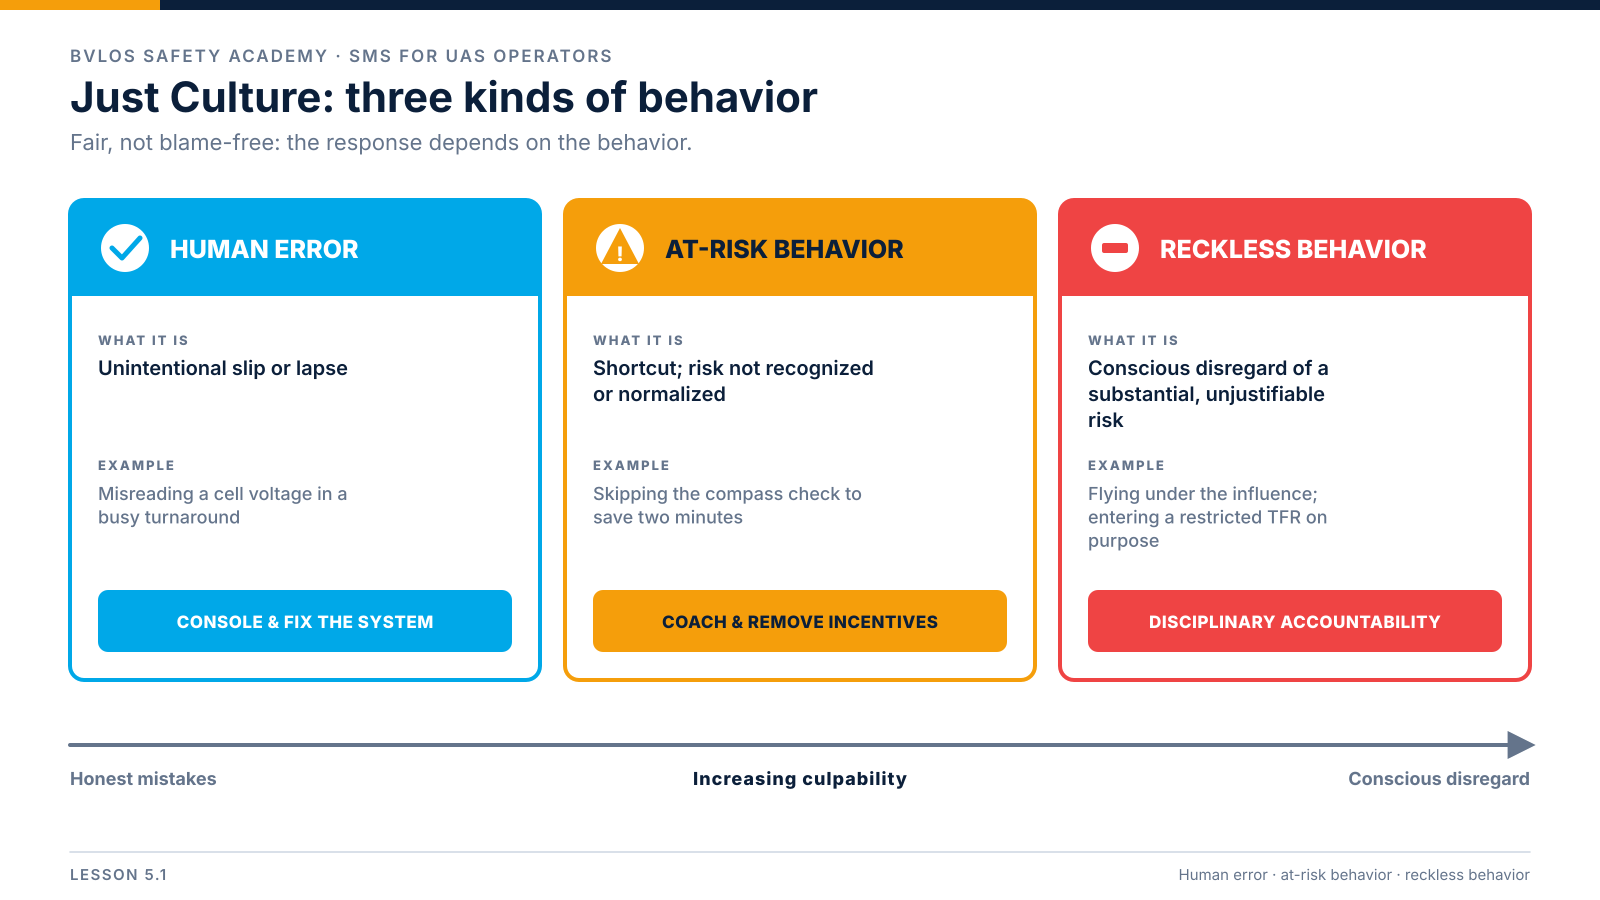 BVLOS SAFETY ACADEMY · SMS FOR UAS OPERATORS
Just Culture: three kinds of behavior
Fair, not blame-free: the response depends on the behavior.
HUMAN ERROR
WHAT IT IS
Unintentional slip or lapse
EXAMPLE
Misreading a cell voltage in a
busy turnaround
CONSOLE & FIX THE SYSTEM
AT-RISK BEHAVIOR
WHAT IT IS
Shortcut; risk not recognized
or normalized
EXAMPLE
Skipping the compass check to
save two minutes
COACH & REMOVE INCENTIVES
RECKLESS BEHAVIOR
WHAT IT IS
Conscious disregard of a
substantial, unjustifiable
risk
EXAMPLE
Flying under the influence;
entering a restricted TFR on
purpose
DISCIPLINARY ACCOUNTABILITY
Honest mistakes
Increasing culpability
Conscious disregard
LESSON 5.1
Human error · at-risk behavior · reckless behavior